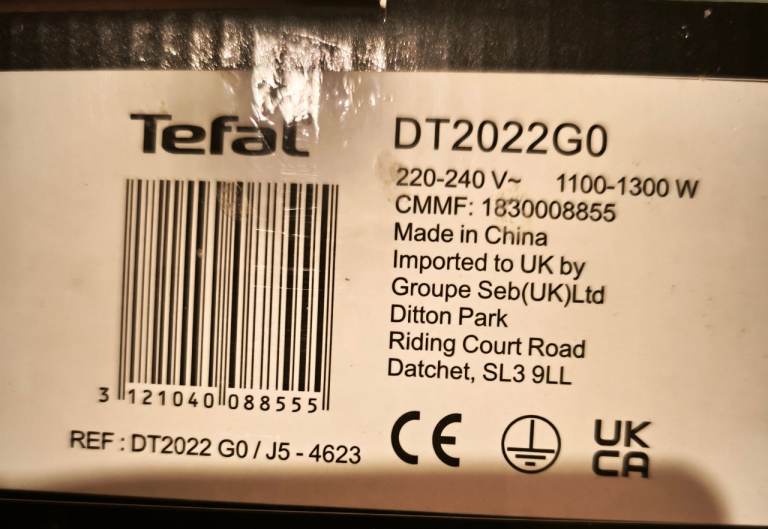 Tefal
DT2022G0
220-240 V~ 1100-1300 W
CMMF: 1830008855
Made in China
Imported to UK by
Groupe Seb(UK)Ltd
Ditton Park
Riding Court Road
Datchet, SL3 9LL
3 121040 088555
REF : DT2022 G0 / J5 - 4623
CE
UK
CA